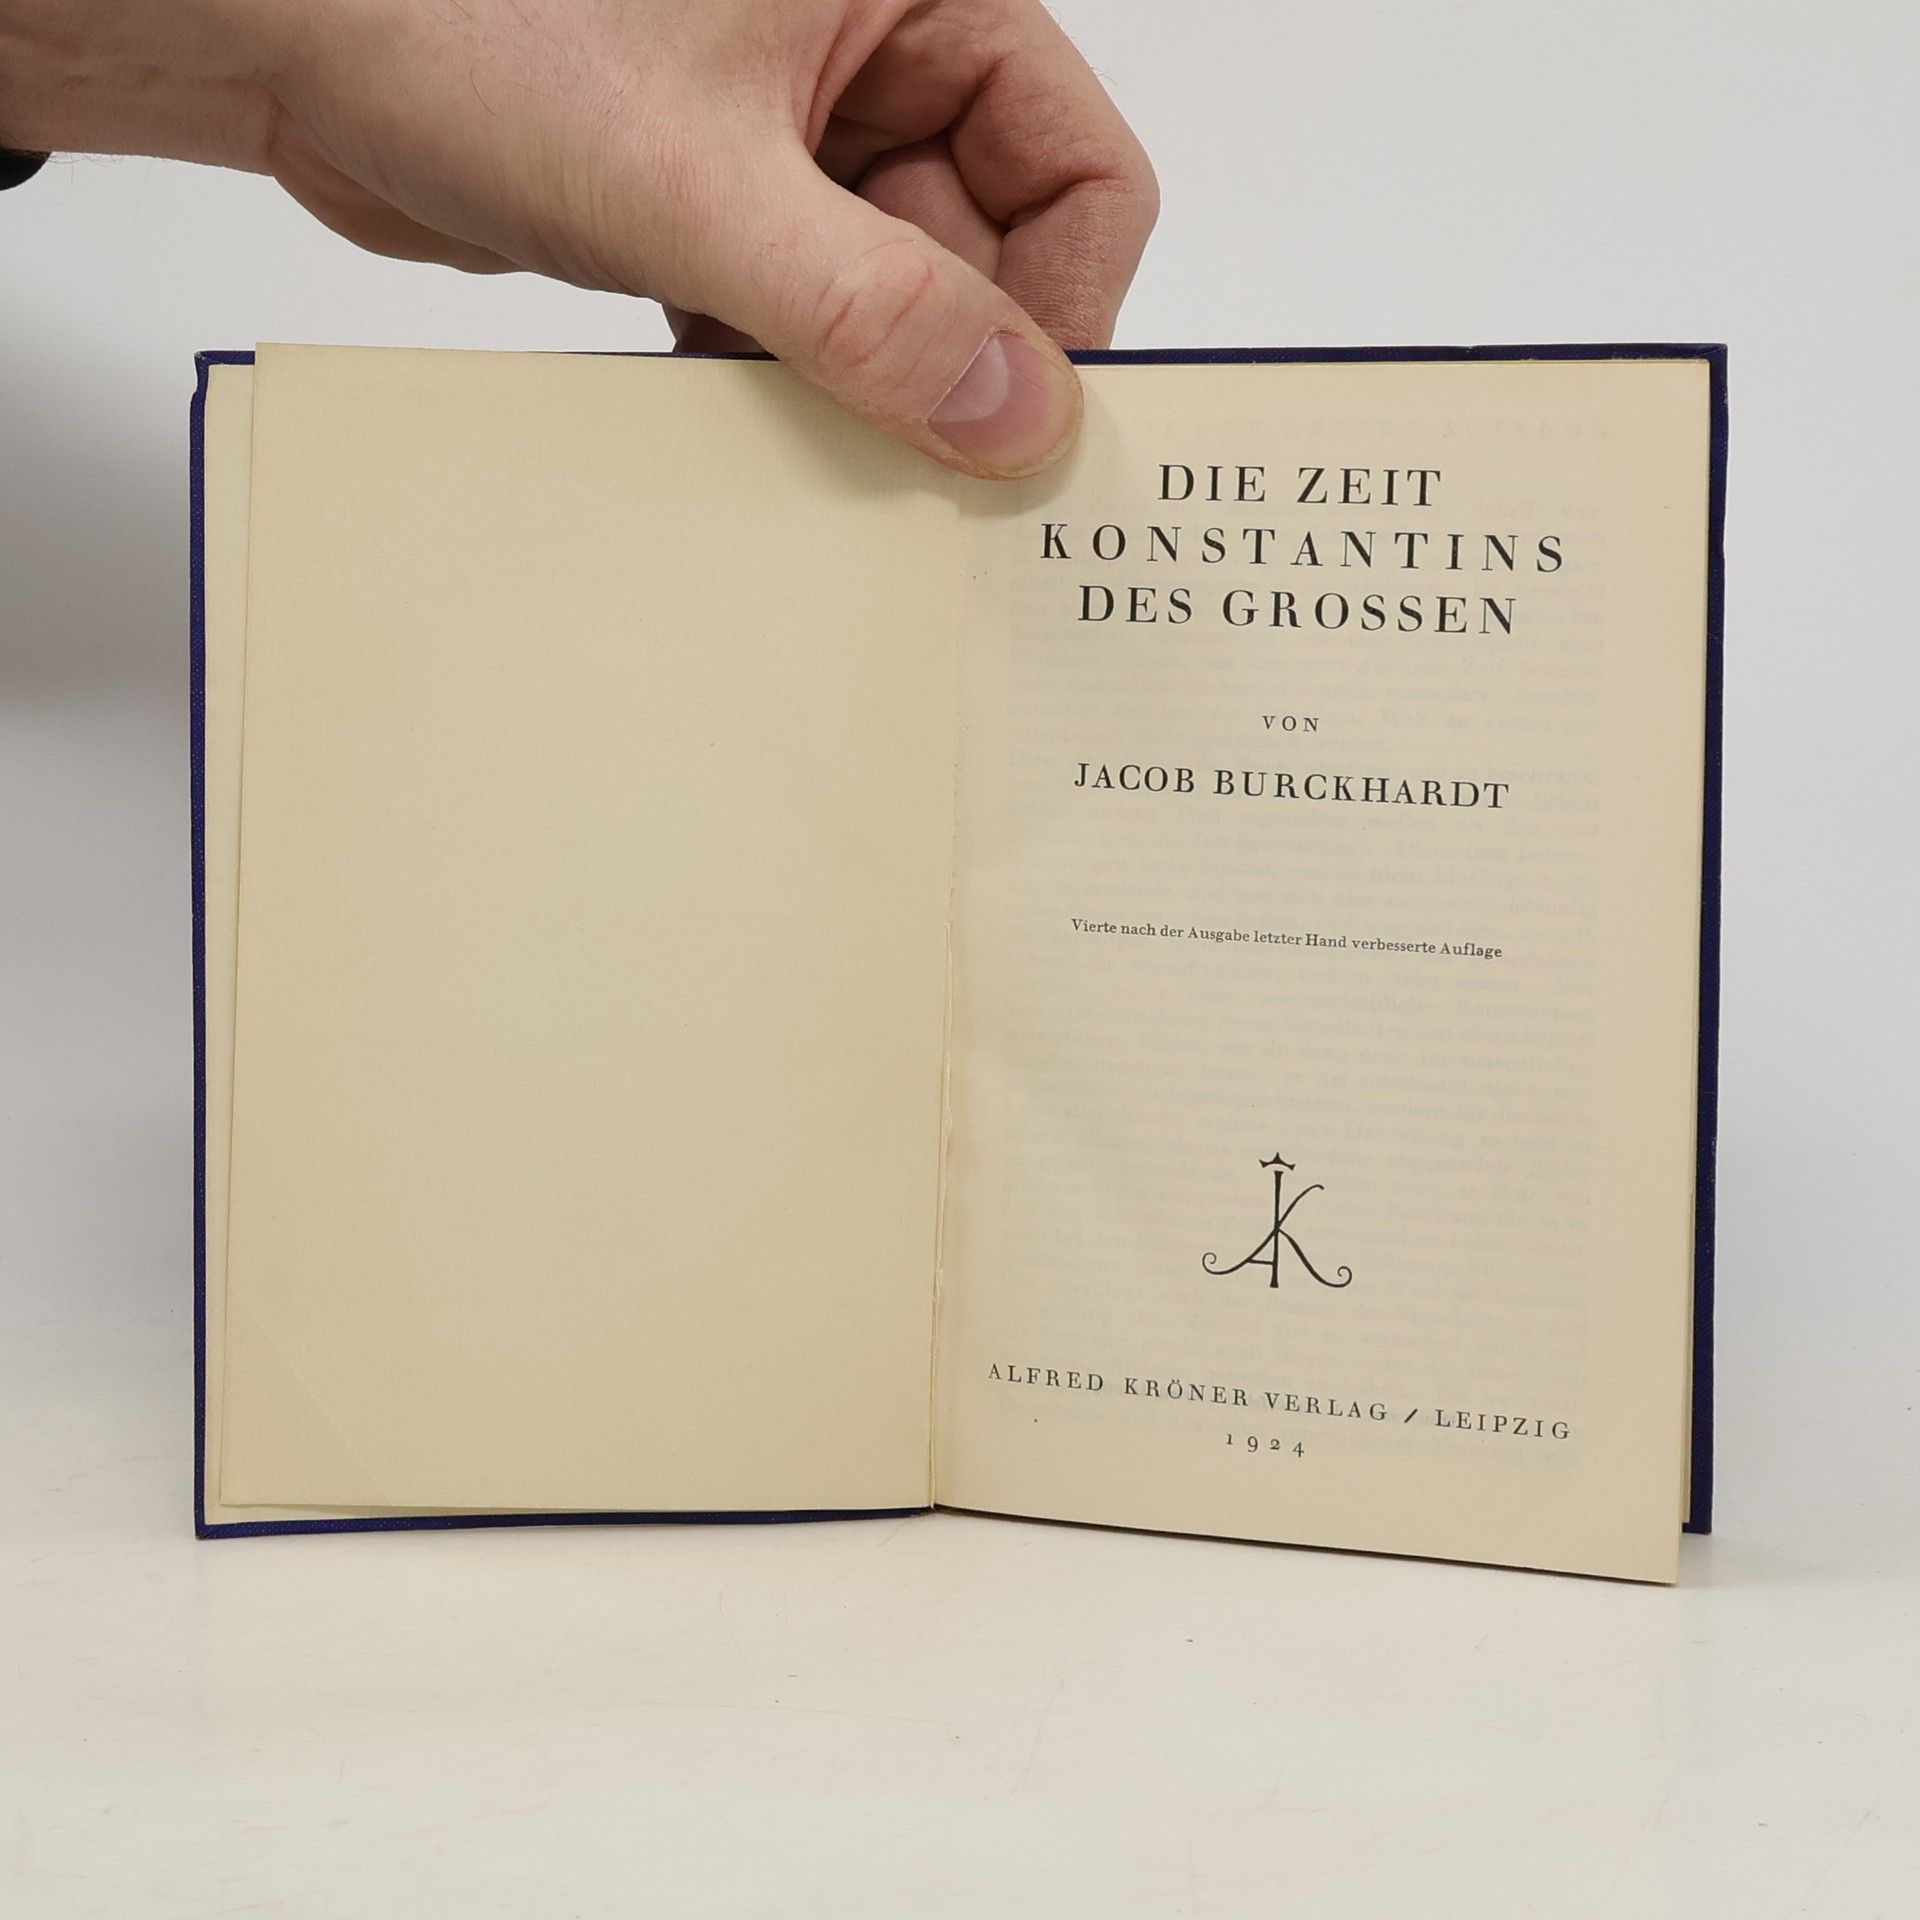 DIE ZEIT
KONSTANTINS
DES GROSSEN
VON
JACOB BURCKHARDT
Vierte nach der Ausgabe letzter Hand verbesserte Auflage
AK
ALFRED KRÖNER VERLAG / LEIPZIG
1924